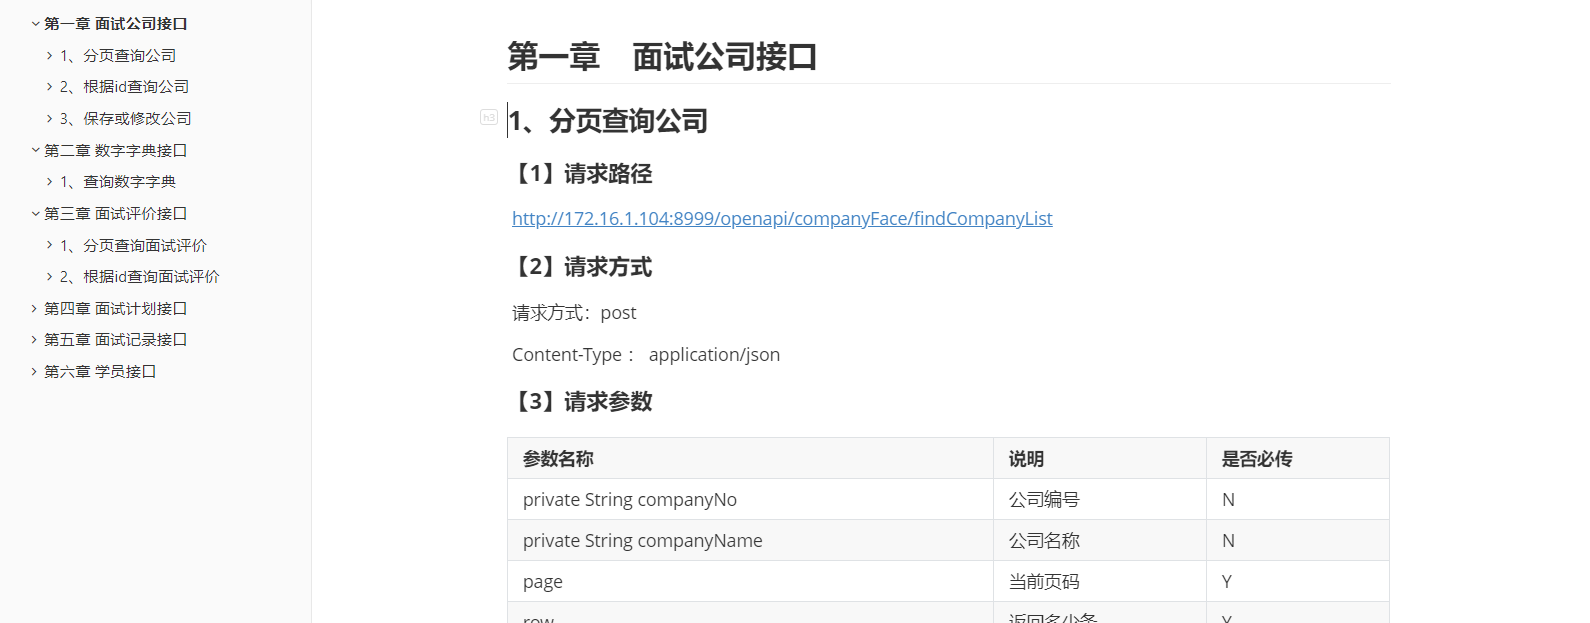 第一章 面试公司接口
1、分页查询公司
2、根据id查询公司
3、保存或修改公司
第二章 数字字典接口
1、查询数字字典
第三章 面试评价接口
1、分页查询面试评价
2、根据id查询面试评价
第四章 面试计划接口
第五章 面试记录接口
第六章 学员接口
第一章　面试公司接口
h3
1、分页查询公司
【1】请求路径
http://172.16.1.104:8999/openapi/companyFace/findCompanyList
【2】请求方式
请求方式：post
Content-Type： application/json
【3】请求参数
参数名称 说明 是否必传
private String companyNo 公司编号 N
private String companyName 公司名称 N
page 当前页码 Y
row 返回多少条 Y